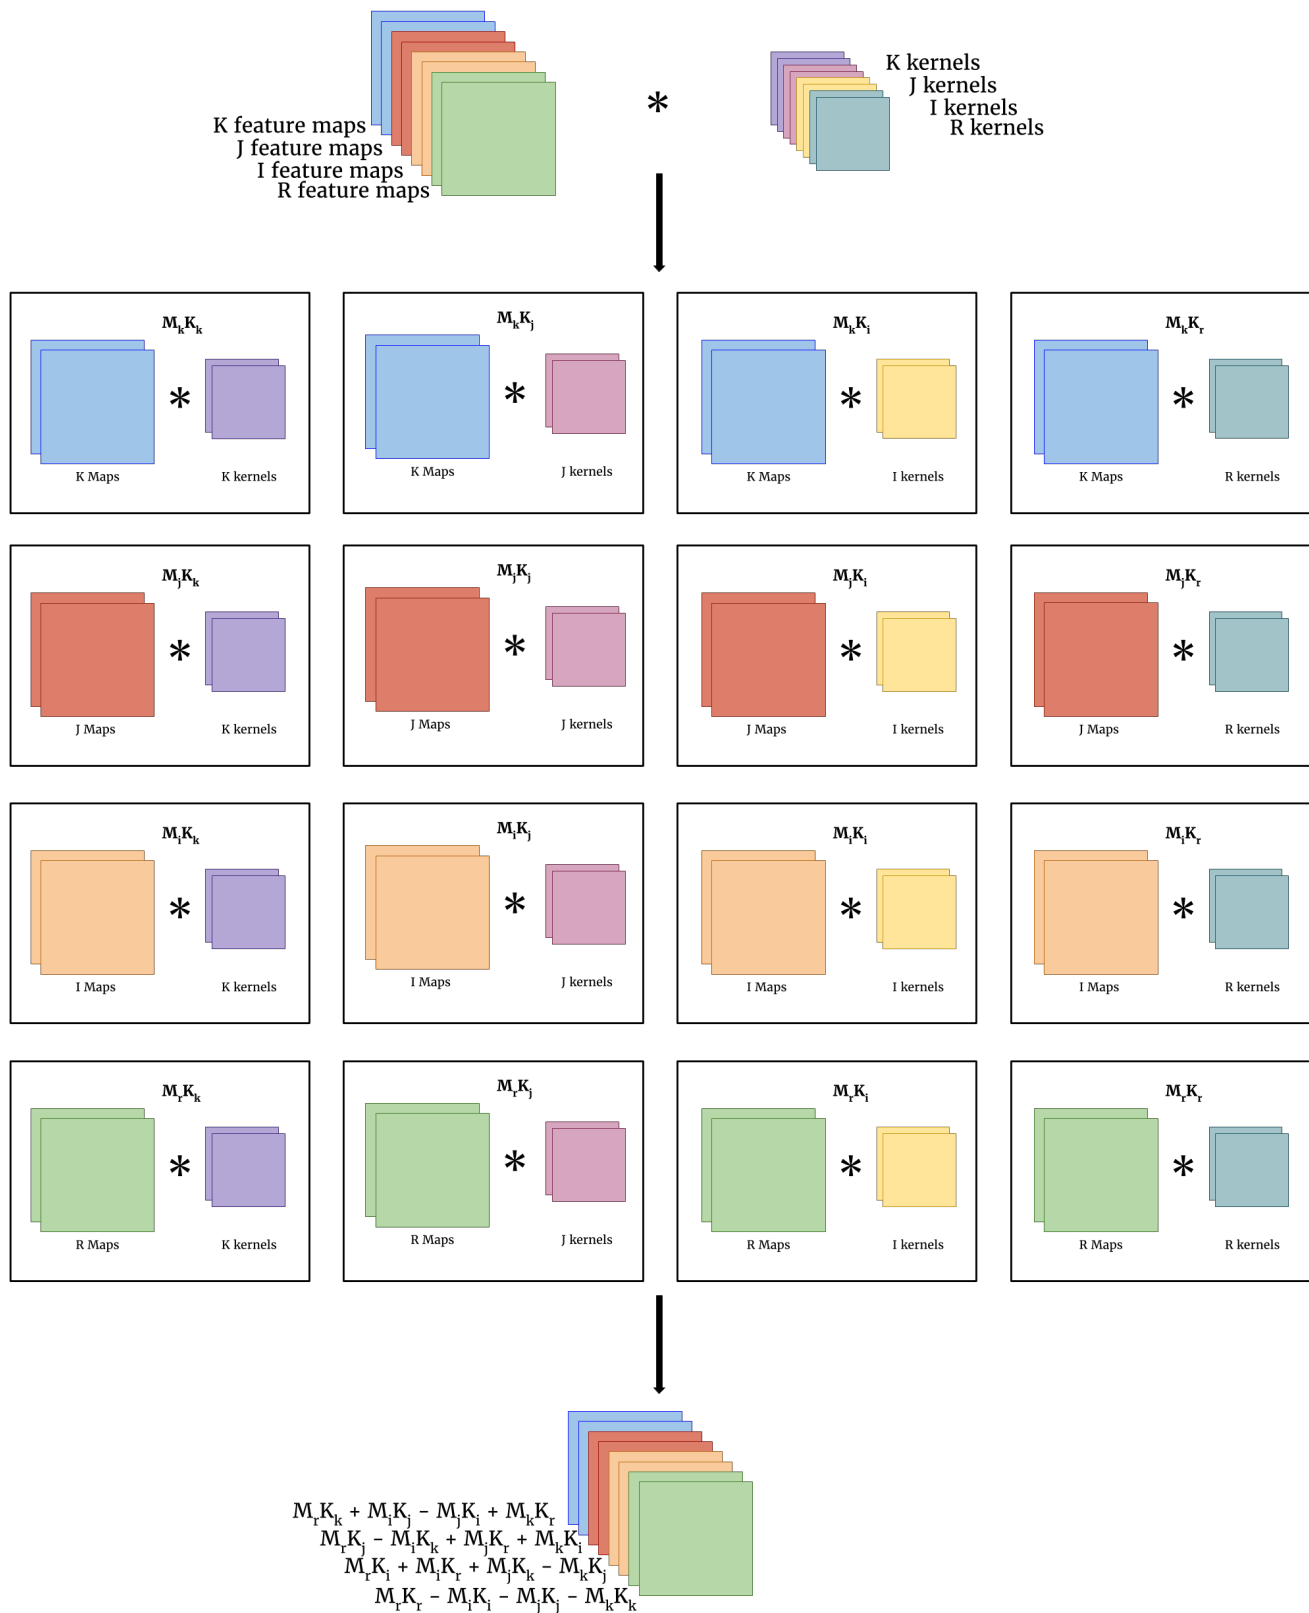 K feature maps
J feature maps
I feature maps
R feature maps
*
K kernels
J kernels
I kernels
R kernels
MₖKₖ
*
K Maps
K kernels
MₖKⱼ
*
K Maps
J kernels
MₖKᵢ
*
K Maps
I kernels
MₖKᵣ
*
K Maps
R kernels
MⱼKₖ
*
J Maps
K kernels
MⱼKⱼ
*
J Maps
J kernels
MⱼKᵢ
*
J Maps
I kernels
MⱼKᵣ
*
J Maps
R kernels
MᵢKₖ
*
I Maps
K kernels
MᵢKⱼ
*
I Maps
J kernels
MᵢKᵢ
*
I Maps
I kernels
MᵢKᵣ
*
I Maps
R kernels
MᵣKₖ
*
R Maps
K kernels
MᵣKⱼ
*
R Maps
J kernels
MᵣKᵢ
*
R Maps
I kernels
MᵣKᵣ
*
R Maps
R kernels
MᵣKₖ + MᵢKⱼ - MⱼKᵢ + MₖKᵣ
MᵣKⱼ - MᵢKₖ + MⱼKᵣ + MₖKᵢ
MᵣKᵢ + MᵢKᵣ + MⱼKₖ - MₖKⱼ
MᵣKᵣ - MᵢKᵢ - MⱼKⱼ - MₖKₖ